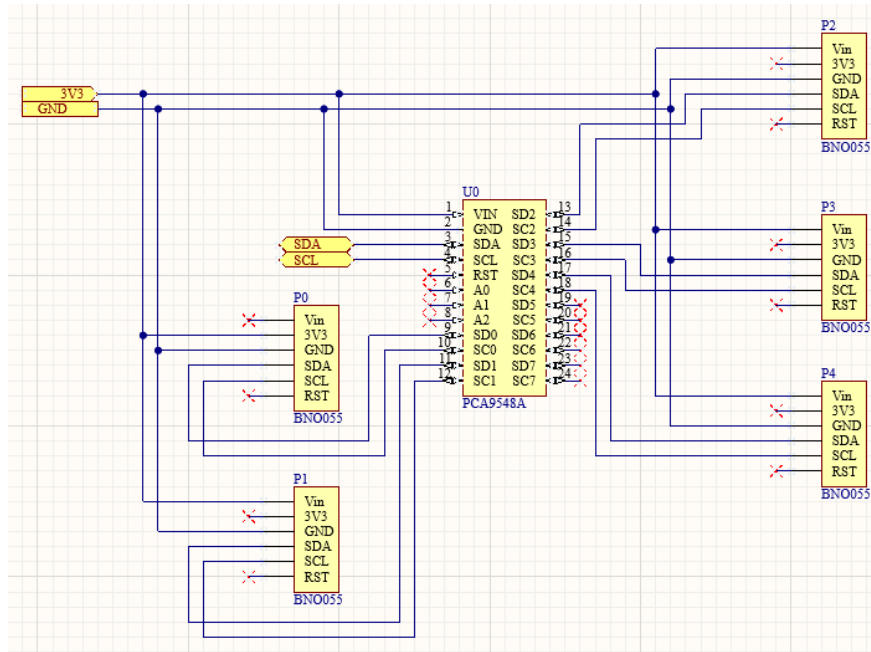 3V3
GND
SDA
SCL
U0
1 VIN SD2 13
2 GND SC2 14
3 SDA SD3 15
4 SCL SC3 16
5 RST SD4 17
6 A0 SC4 18
7 A1 SD5 19
8 A2 SC5 20
9 SD0 SD6 21
10 SC0 SC6 22
11 SD1 SD7 23
12 SC1 SC7 24
PCA9548A
P0
Vin
3V3
GND
SDA
SCL
RST
BNO055
P1
Vin
3V3
GND
SDA
SCL
RST
BNO055
P2
Vin
3V3
GND
SDA
SCL
RST
BNO055
P3
Vin
3V3
GND
SDA
SCL
RST
BNO055
P4
Vin
3V3
GND
SDA
SCL
RST
BNO055